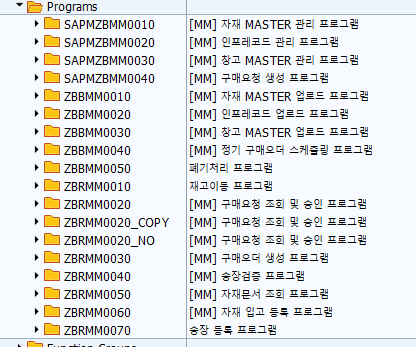 Programs
SAPMZBMM0010 [MM] 자재 MASTER 관리 프로그램
SAPMZBMM0020 [MM] 인포레코드 관리 프로그램
SAPMZBMM0030 [MM] 창고 MASTER 관리 프로그램
SAPMZBMM0040 [MM] 구매요청 생성 프로그램
ZBBMM0010 [MM] 자재 MASTER 업로드 프로그램
ZBBMM0020 [MM] 인포레코드 업로드 프로그램
ZBBMM0030 [MM] 창고 MASTER 업로드 프로그램
ZBBMM0040 [MM] 정기 구매오더 스케쥴링 프로그램
ZBBMM0050 폐기처리 프로그램
ZBRMM0010 재고이동 프로그램
ZBRMM0020 [MM] 구매요청 조회 및 승인 프로그램
ZBRMM0020_COPY [MM] 구매요청 조회 및 승인 프로그램
ZBRMM0020_NO [MM] 구매요청 조회 및 승인 프로그램
ZBRMM0030 [MM] 구매오더 생성 프로그램
ZBRMM0040 [MM] 송장검증 프로그램
ZBRMM0050 [MM] 자재문서 조회 프로그램
ZBRMM0060 [MM] 자재 입고 등록 프로그램
ZBRMM0070 송장 등록 프로그램
Function Groups